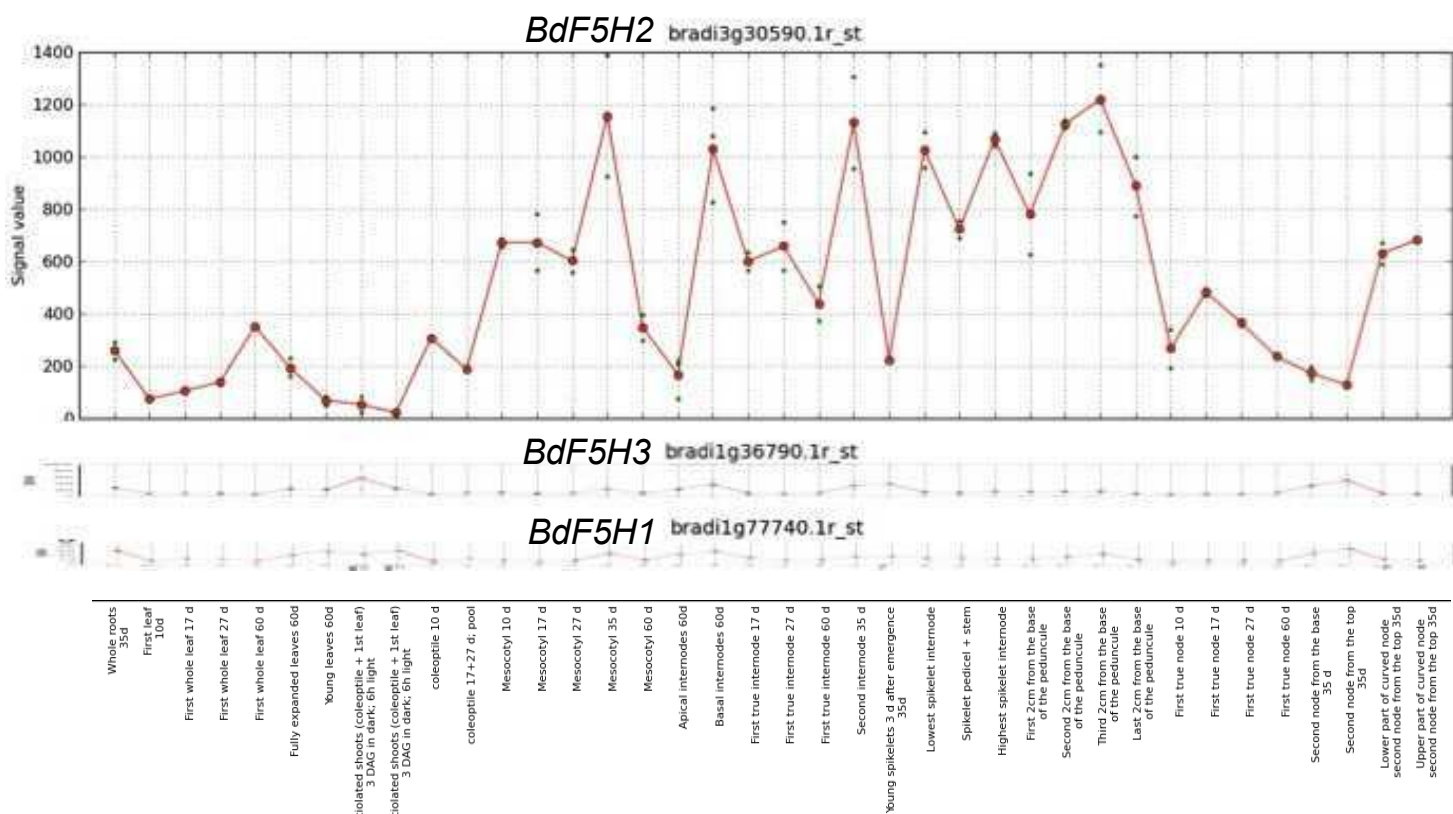 BdF5H2 bradi3g30590.1r_st
1400
1200
1000
800
600
400
200
0
Signal value
BdF5H3 bradi1g36790.1r_st
BdF5H1 bradi1g77740.1r_st
Whole roots
35d
First leaf
10d
First whole leaf 17 d
First whole leaf 27 d
First whole leaf 60 d
Fully expanded leaves 60d
Young leaves 60d
tiolated shoots (coleoptile + 1st leaf)
3 DAG in dark; 6h light
tiolated shoots (coleoptile + 1st leaf)
3 DAG in dark; 6h light
coleoptile 10 d
coleoptile 17+27 d; pool
Mesocotyl 10 d
Mesocotyl 17 d
Mesocotyl 27 d
Mesocotyl 35 d
Mesocotyl 60 d
Apical internodes 60d
Basal internodes 60d
First true internode 17 d
First true internode 27 d
First true internode 60 d
Second internode 35 d
Young spikelets 3 d after emergence
35d
Lowest spikelet internode
Spikelet pedicel + stem
Highest spikelet internode
First 2cm from the base
of the peduncule
Second 2cm from the base
of the peduncule
Third 2cm from the base
of the peduncule
Last 2cm from the base
of the peduncule
First true node 10 d
First true node 17 d
First true node 27 d
First true node 60 d
Second node from the base
35 d
Second node from the top
35d
Lower part of curved node
second node from the top 35d
Upper part of curved node
second node from the top 35d